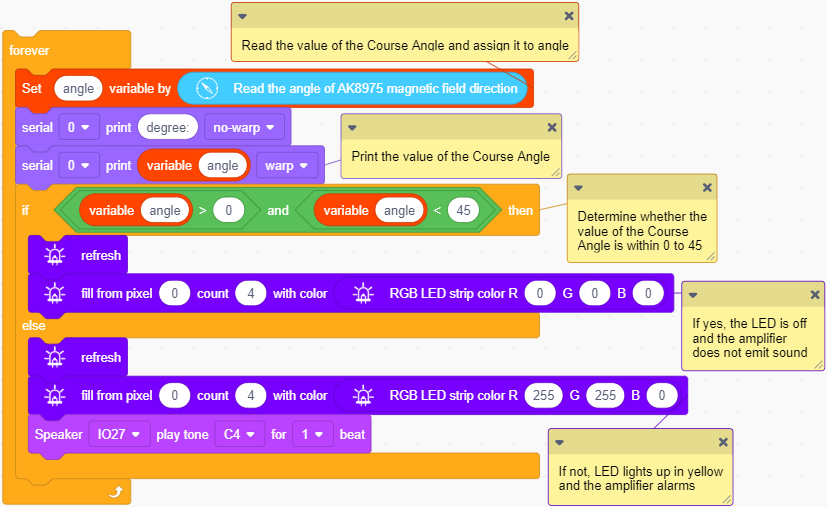 Read the value of the Course Angle and assign it to angle
forever
Set angle variable by Read the angle of AK8975 magnetic field direction
serial 0 print degree: no-warp
serial 0 print variable angle warp
Print the value of the Course Angle
if variable angle > 0 and variable angle < 45 then
Determine whether the
value of the Course
Angle is within 0 to 45
refresh
fill from pixel 0 count 4 with color RGB LED strip color R 0 G 0 B 0
If yes, the LED is off
and the amplifier
does not emit sound
else
refresh
fill from pixel 0 count 4 with color RGB LED strip color R 255 G 255 B 0
Speaker IO27 play tone C4 for 1 beat
If not, LED lights up in yellow
and the amplifier alarms